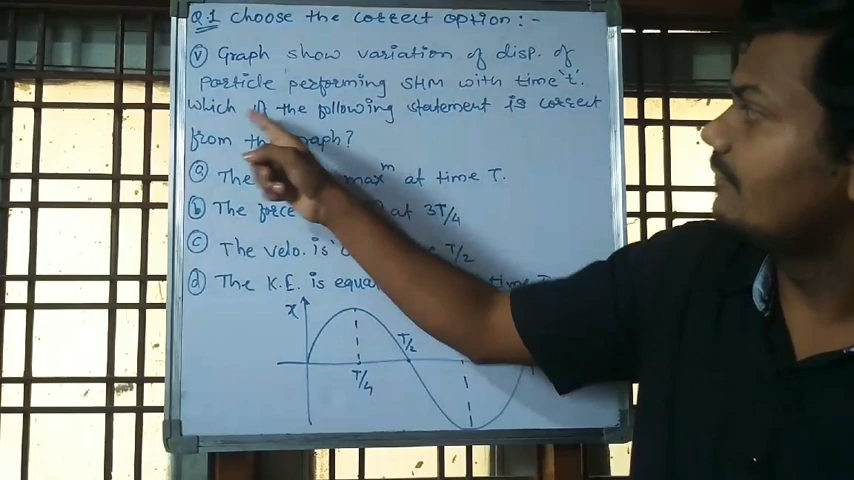 Q.1 Choose the correct option:-
(v) Graph show variation of disp. of
particle performing SHM with time 't'.
Which of the following statement is correct
from the graph?
(a) The max^m at time T.
(b) The force at 3T/4
(c) The velo. is T/2
(d) The K.E. is equal time
x
T/2
T/4